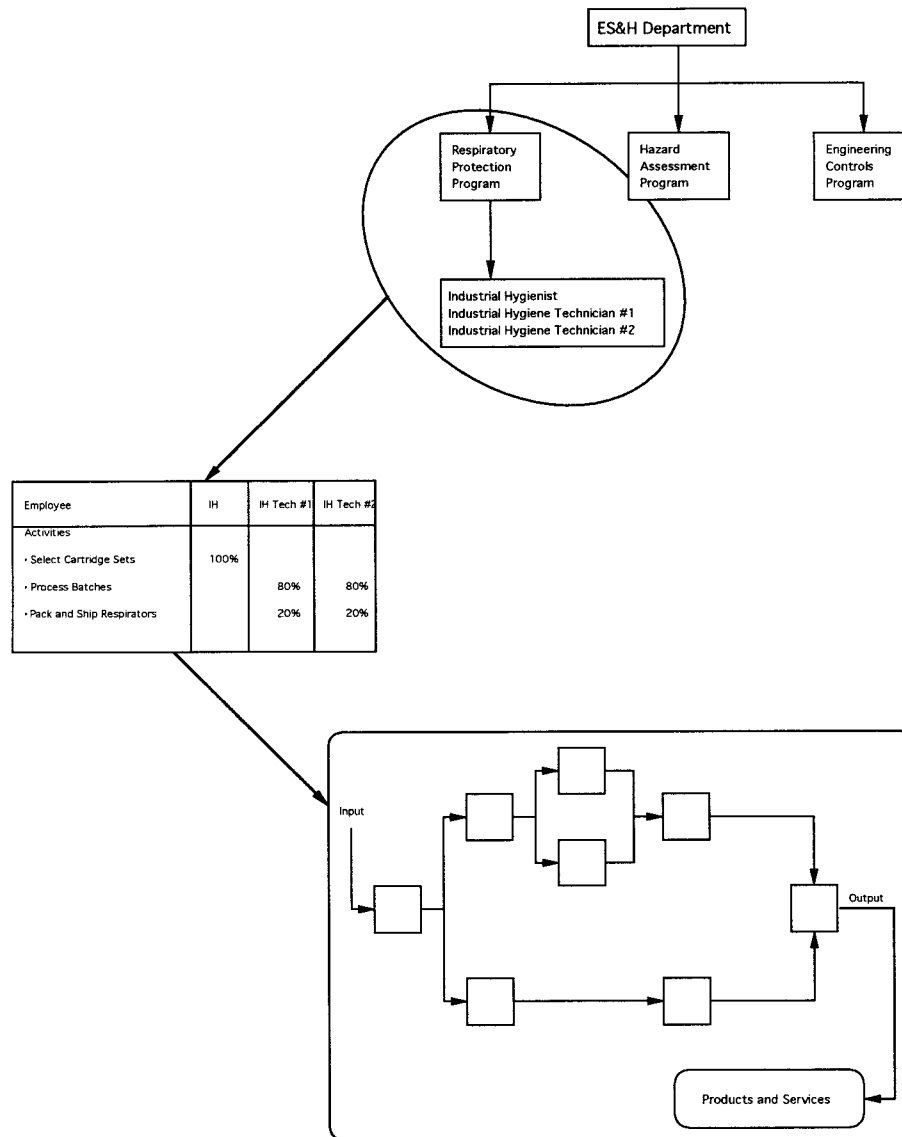 ES&H Department
Respiratory
Protection
Program
Hazard
Assessment
Program
Engineering
Controls
Program
Industrial Hygienist
Industrial Hygiene Technician #1
Industrial Hygiene Technician #2
Employee IH IH Tech #1 IH Tech #2
Activities
· Select Cartridge Sets 100%
· Process Batches 80% 80%
· Pack and Ship Respirators 20% 20%
Input
Output
Products and Services